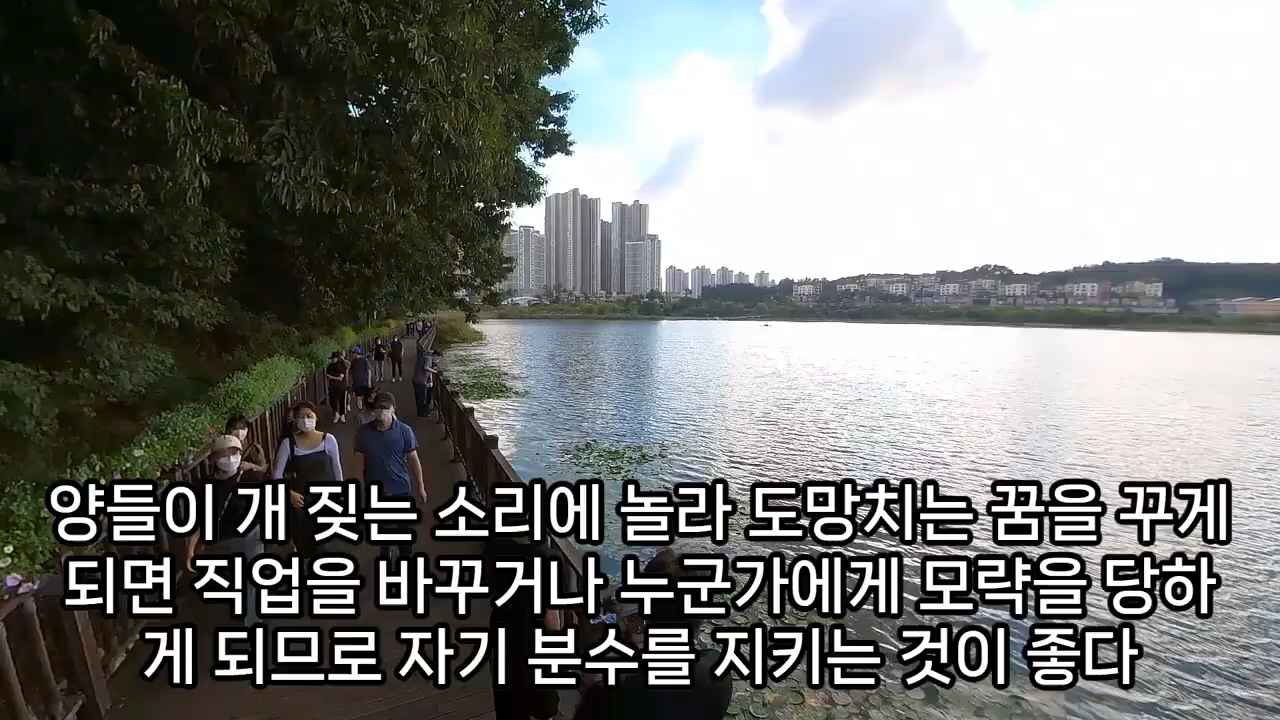 양들이 개 짖는 소리에 놀라 도망치는 꿈을 꾸게
되면 직업을 바꾸거나 누군가에게 모략을 당하
게 되므로 자기 분수를 지키는 것이 좋다